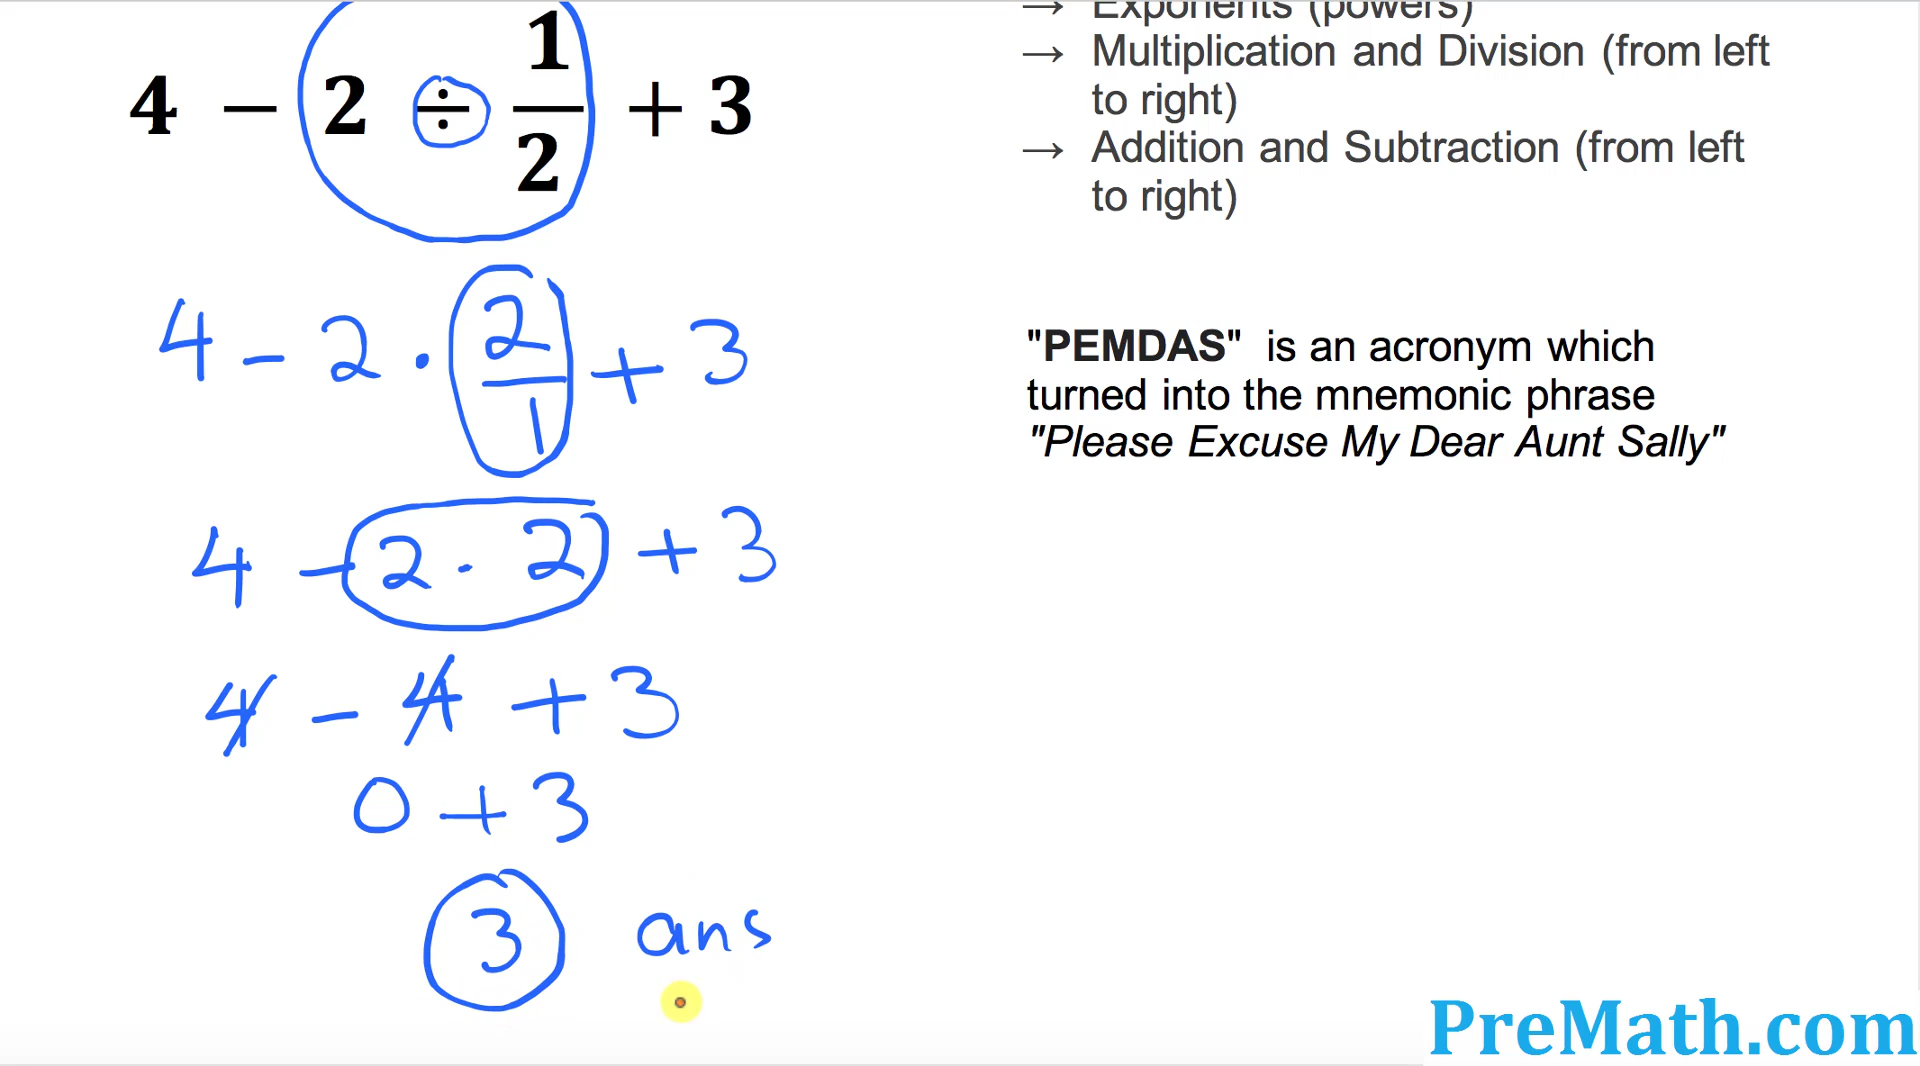 4 − 2 ÷ 1/2 + 3
4 - 2 · 2/1 + 3
4 - 2 · 2 + 3
4 - 4 + 3
0 + 3
3 ans
→ Exponents (powers)
→ Multiplication and Division (from left
to right)
→ Addition and Subtraction (from left
to right)
"PEMDAS" is an acronym which
turned into the mnemonic phrase
"Please Excuse My Dear Aunt Sally"
PreMath.com